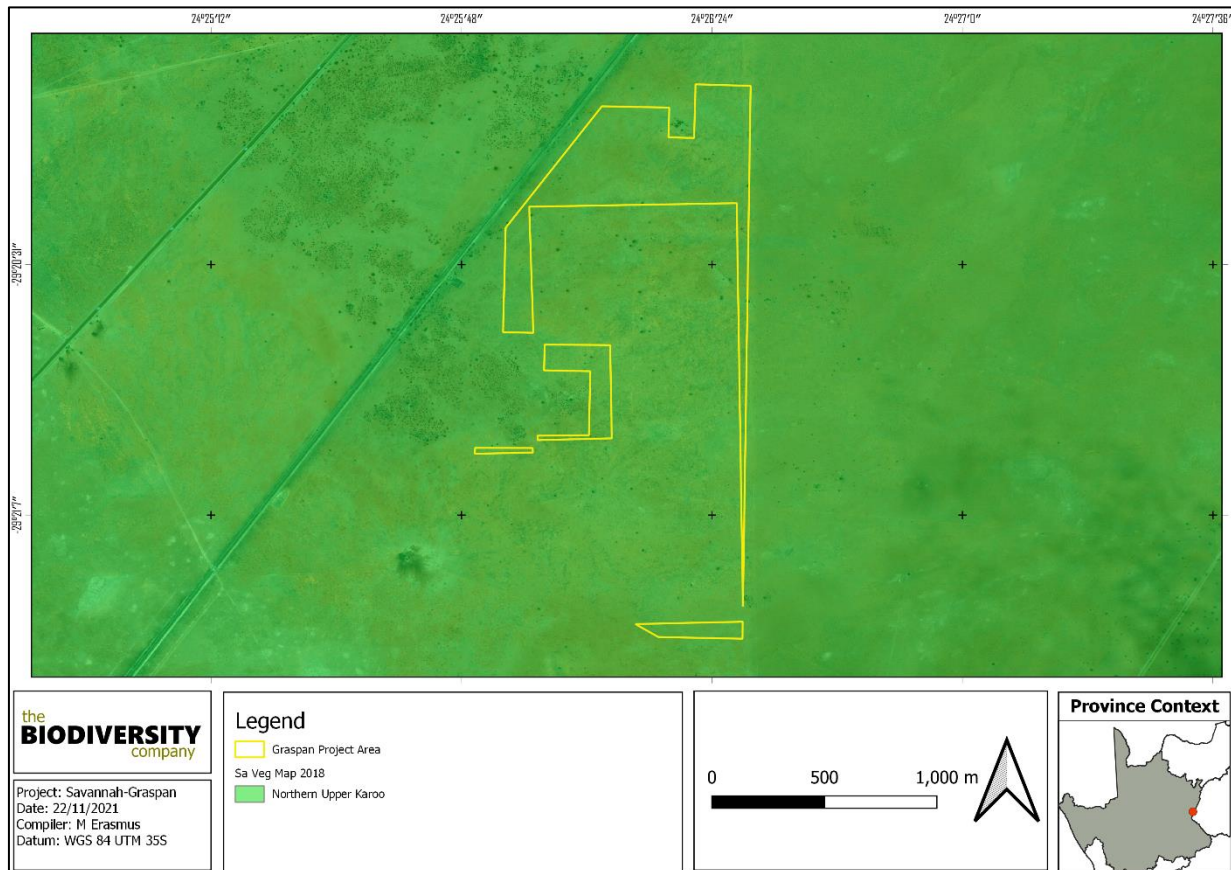 24°25'12" 24°25'48" 24°26'24" 24°27'0" 24°27'36"
-29°20'31"
-29°21'7"
the
BIODIVERSITY
company
Project: Savannah-Graspan
Date: 22/11/2021
Compiler: M Erasmus
Datum: WGS 84 UTM 35S
Legend
Graspan Project Area
Sa Veg Map 2018
Northern Upper Karoo
0 500 1,000 m
Province Context